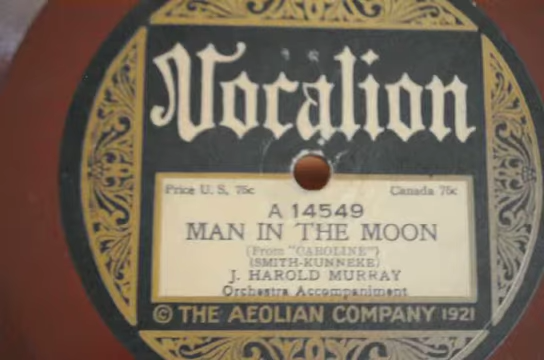 Vocalion
Price U. S, 75c Canada 75c
A 14549
MAN IN THE MOON
(From "CAROLINE")
(SMITH-KUNNEKE)
J. HAROLD MURRAY
Orchestra Accompaniment
© THE AEOLIAN COMPANY 1921